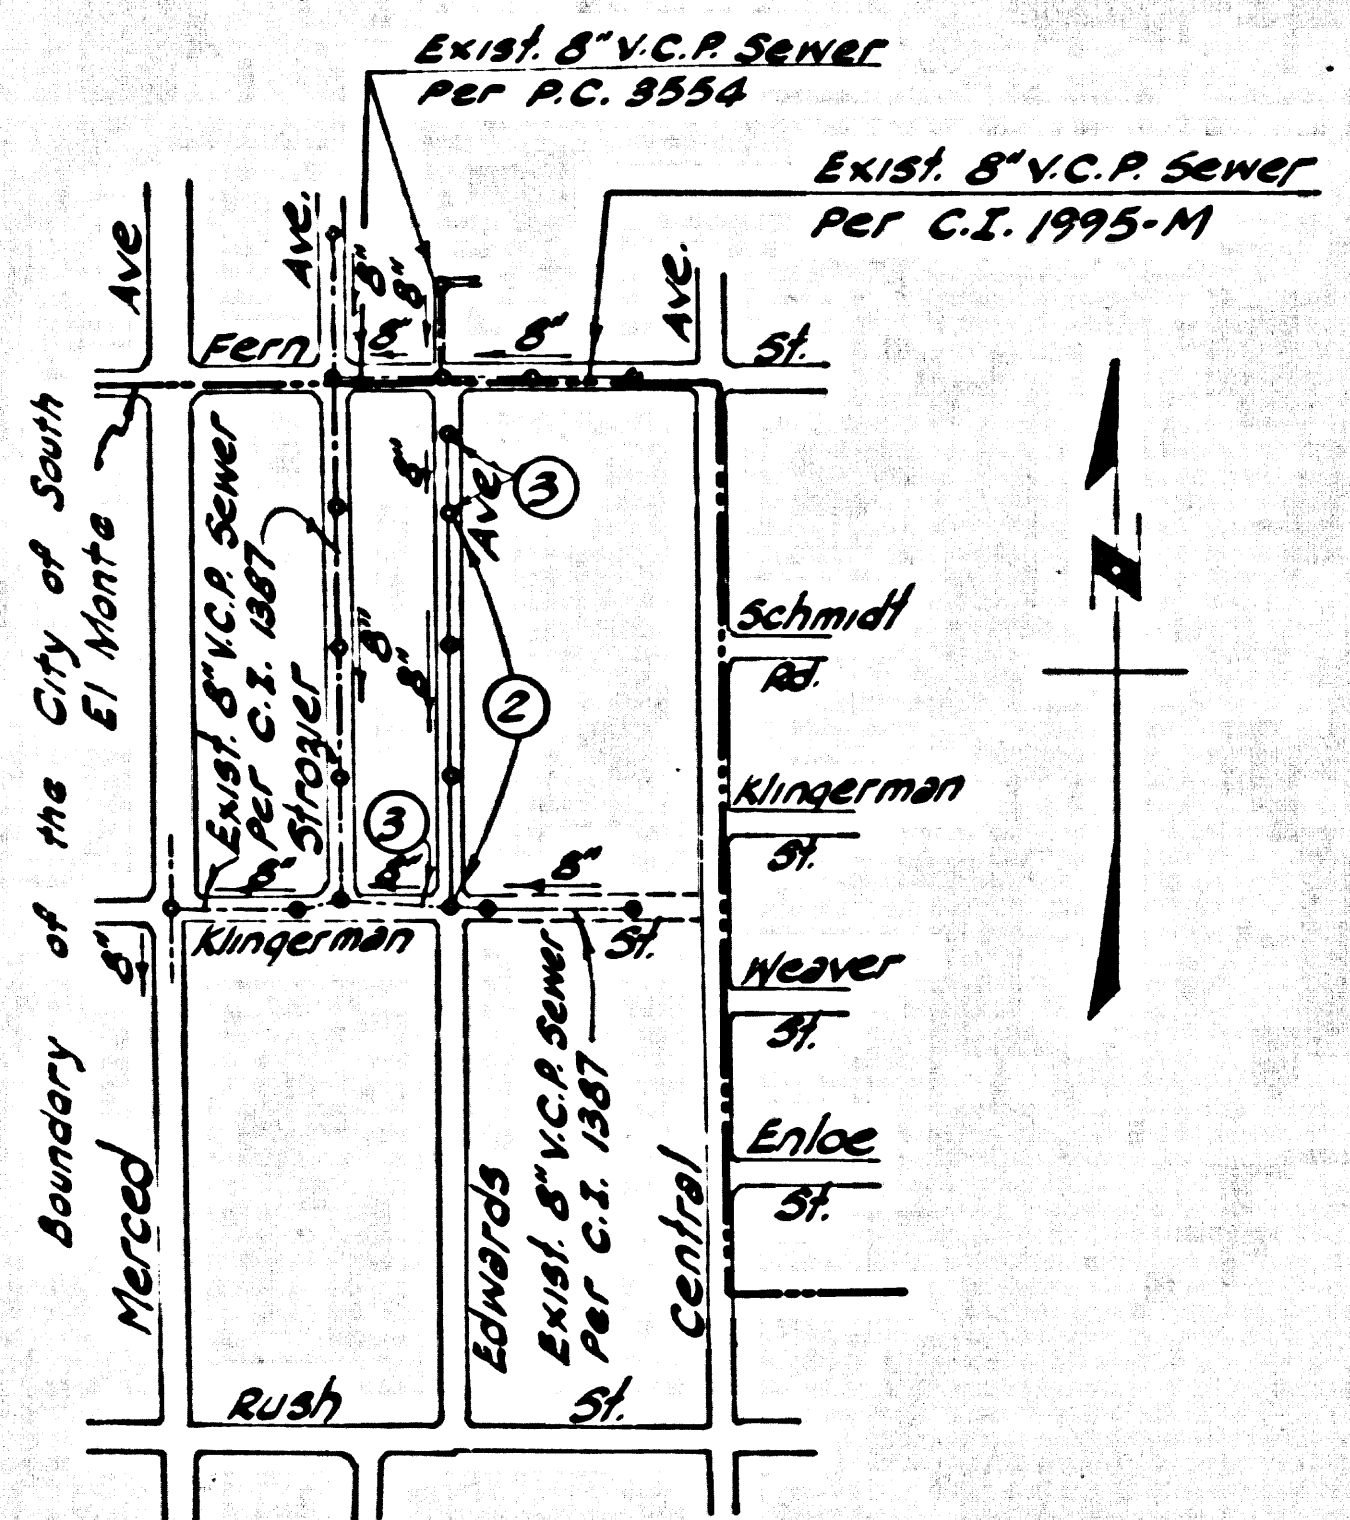 Exist. 8" V.C.P. Sewer
Per P.C. 3554
Exist. 8" V.C.P. Sewer
Per C.I. 1995-M
Ave
Ave.
Ave.
8"
8"
8"
8"
Fern
St.
City of South
El Monte
Boundary of the
Exist. 8" V.C.P. Sewer
Per C.I. 1387
Strozier
8"
Ave
3
8"
8"
2
3
N
Schmidt
Rd.
Klingerman
St.
8"
8"
8"
8"
Klingerman
St.
Weaver
St.
Merced
Edwards
Exist. 8" V.C.P. Sewer
Per C.I. 1387
Central
Enloe
St.
Rush
St.